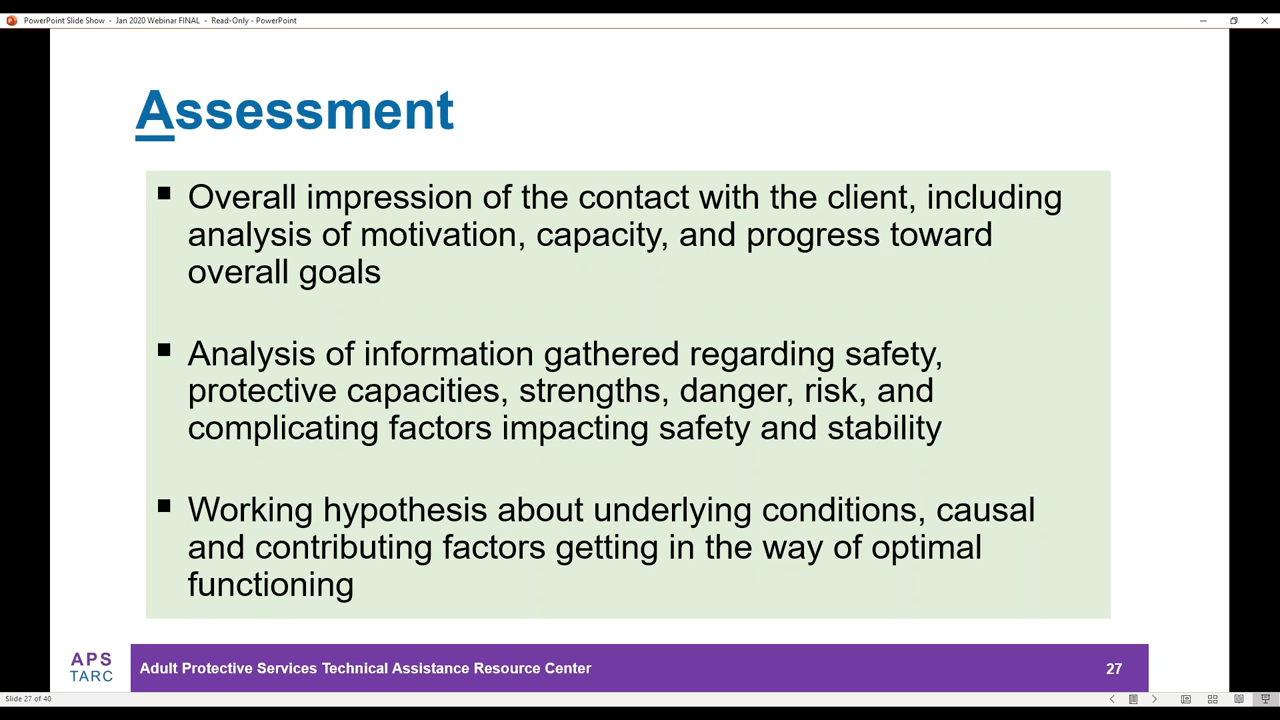 PowerPoint Slide Show - Jan 2020 Webinar FINAL - Read-Only - PowerPoint
Assessment
▪ Overall impression of the contact with the client, including
analysis of motivation, capacity, and progress toward
overall goals
▪ Analysis of information gathered regarding safety,
protective capacities, strengths, danger, risk, and
complicating factors impacting safety and stability
▪ Working hypothesis about underlying conditions, causal
and contributing factors getting in the way of optimal
functioning
APS
TARC
Adult Protective Services Technical Assistance Resource Center
27
Slide 27 of 40